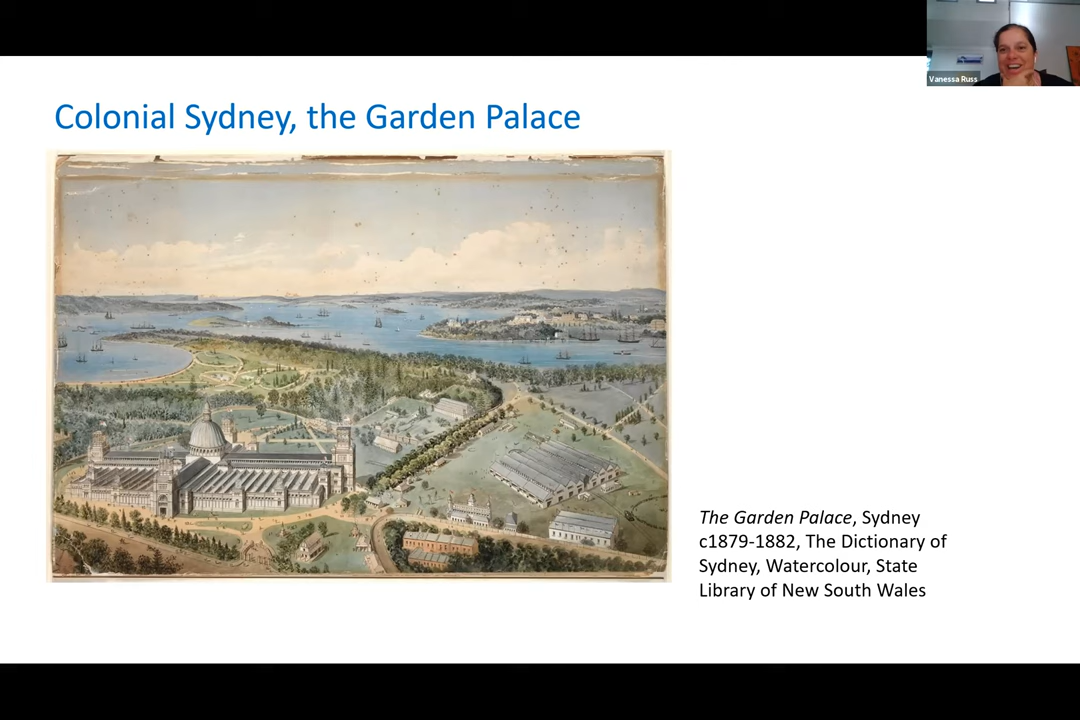 Vanessa Russ
Colonial Sydney, the Garden Palace
The Garden Palace, Sydney
c1879-1882, The Dictionary of
Sydney, Watercolour, State
Library of New South Wales